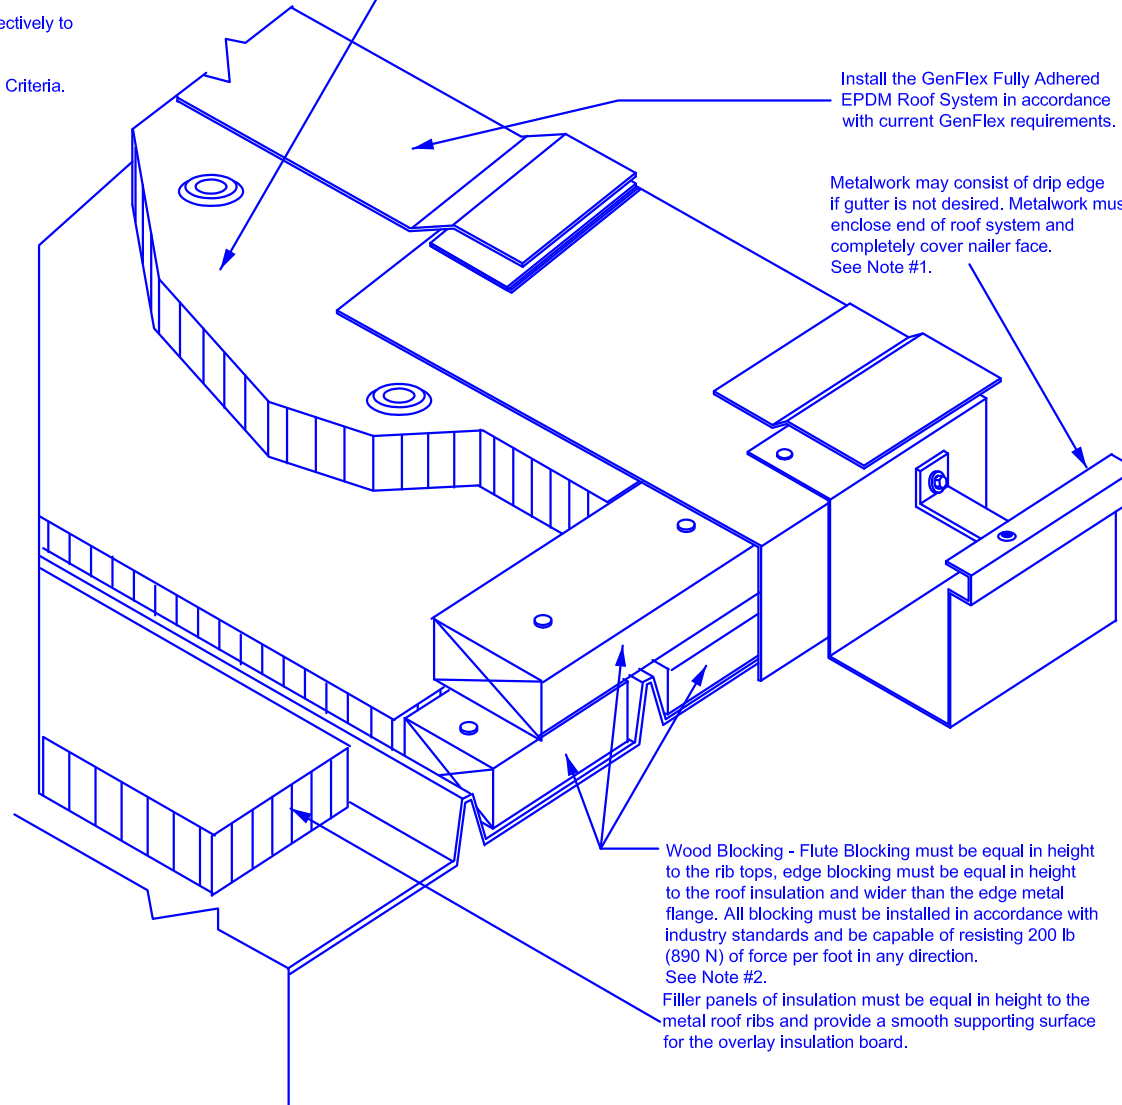 ectively to
Criteria.
Install the GenFlex Fully Adhered
EPDM Roof System in accordance
with current GenFlex requirements.
Metalwork may consist of drip edge
if gutter is not desired. Metalwork mus
enclose end of roof system and
completely cover nailer face.
See Note #1.
Wood Blocking - Flute Blocking must be equal in height
to the rib tops, edge blocking must be equal in height
to the roof insulation and wider than the edge metal
flange. All blocking must be installed in accordance with
industry standards and be capable of resisting 200 lb
(890 N) of force per foot in any direction.
See Note #2.
Filler panels of insulation must be equal in height to the
metal roof ribs and provide a smooth supporting surface
for the overlay insulation board.